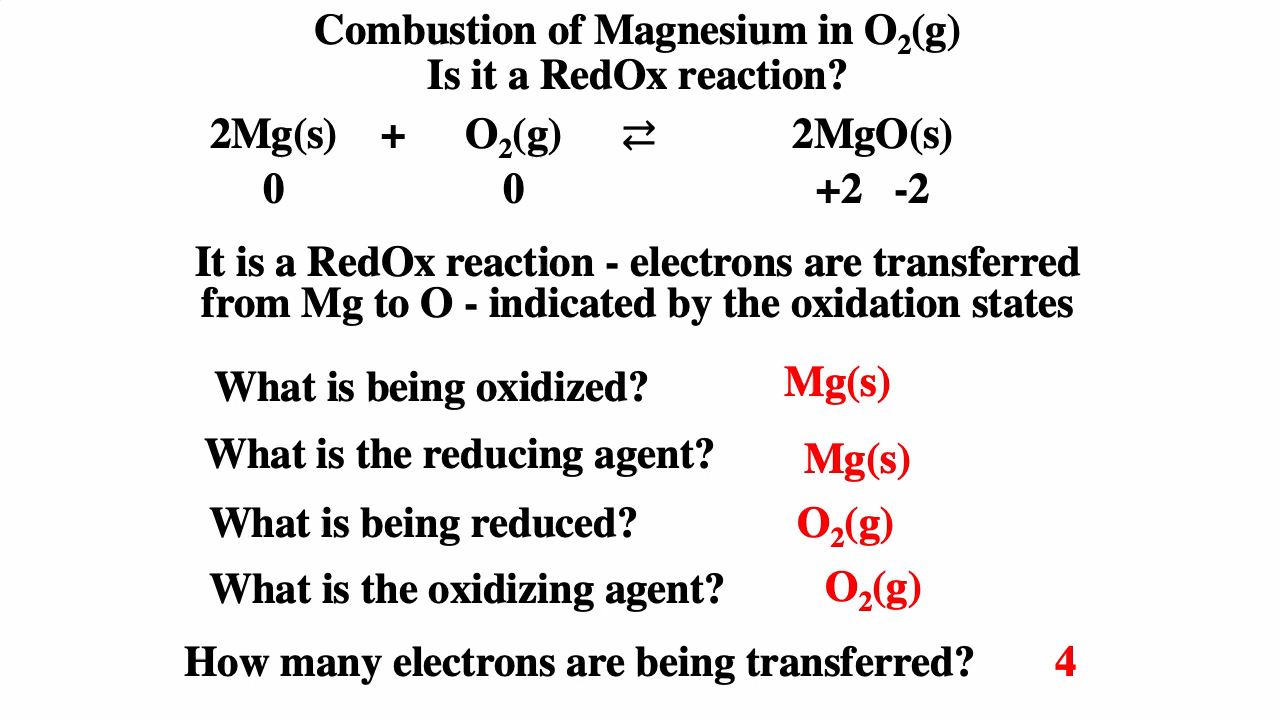 Combustion of Magnesium in O₂(g)
Is it a RedOx reaction?
2Mg(s) + O₂(g) ⇄ 2MgO(s)
0 0 +2 -2
It is a RedOx reaction - electrons are transferred
from Mg to O - indicated by the oxidation states
What is being oxidized? Mg(s)
What is the reducing agent? Mg(s)
What is being reduced? O₂(g)
What is the oxidizing agent? O₂(g)
How many electrons are being transferred? 4